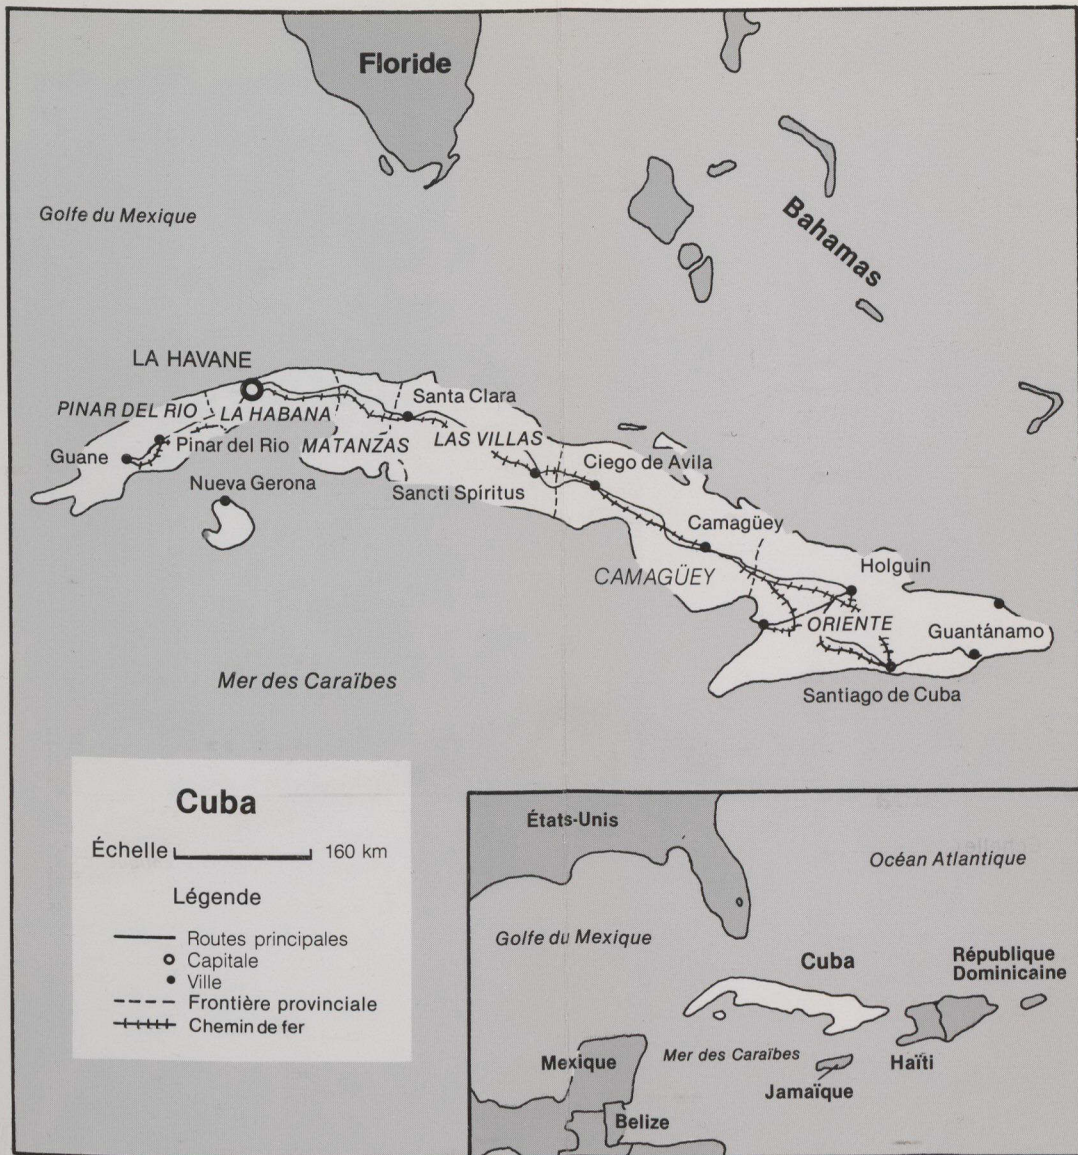 Floride
Golfe du Mexique
Bahamas
LA HAVANE
PINAR DEL RIO
LA HABANA
Santa Clara
Guane
Pinar del Rio
MATANZAS
LAS VILLAS
Nueva Gerona
Sancti Spíritus
Ciego de Avila
Camagüey
CAMAGÜEY
Holguin
ORIENTE
Guantánamo
Santiago de Cuba
Mer des Caraïbes
Cuba
Échelle 160 km
Légende
Routes principales
Capitale
Ville
Frontière provinciale
Chemin de fer
États-Unis
Océan Atlantique
Golfe du Mexique
Cuba
République
Dominicaine
Mexique
Mer des Caraïbes
Haïti
Jamaïque
Belize